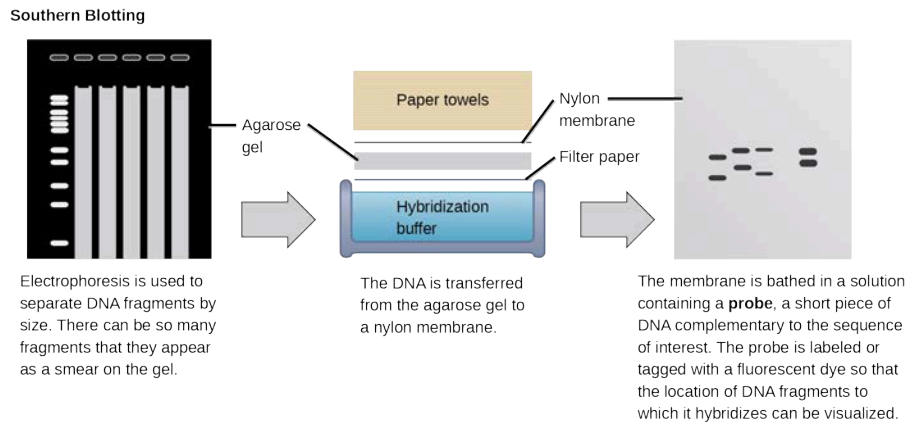 Southern Blotting
Agarose
gel
Paper towels
Nylon
membrane
Filter paper
Hybridization
buffer
Electrophoresis is used to
separate DNA fragments by
size. There can be so many
fragments that they appear
as a smear on the gel.
The DNA is transferred
from the agarose gel to
a nylon membrane.
The membrane is bathed in a solution
containing a probe, a short piece of
DNA complementary to the sequence
of interest. The probe is labeled or
tagged with a fluorescent dye so that
the location of DNA fragments to
which it hybridizes can be visualized.